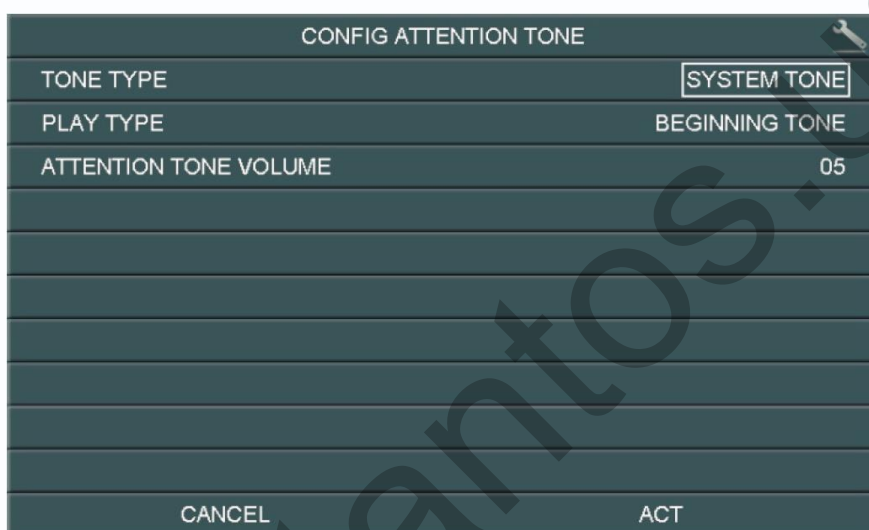 CONFIG ATTENTION TONE
TONE TYPE SYSTEM TONE
PLAY TYPE BEGINNING TONE
ATTENTION TONE VOLUME 05
CANCEL ACT